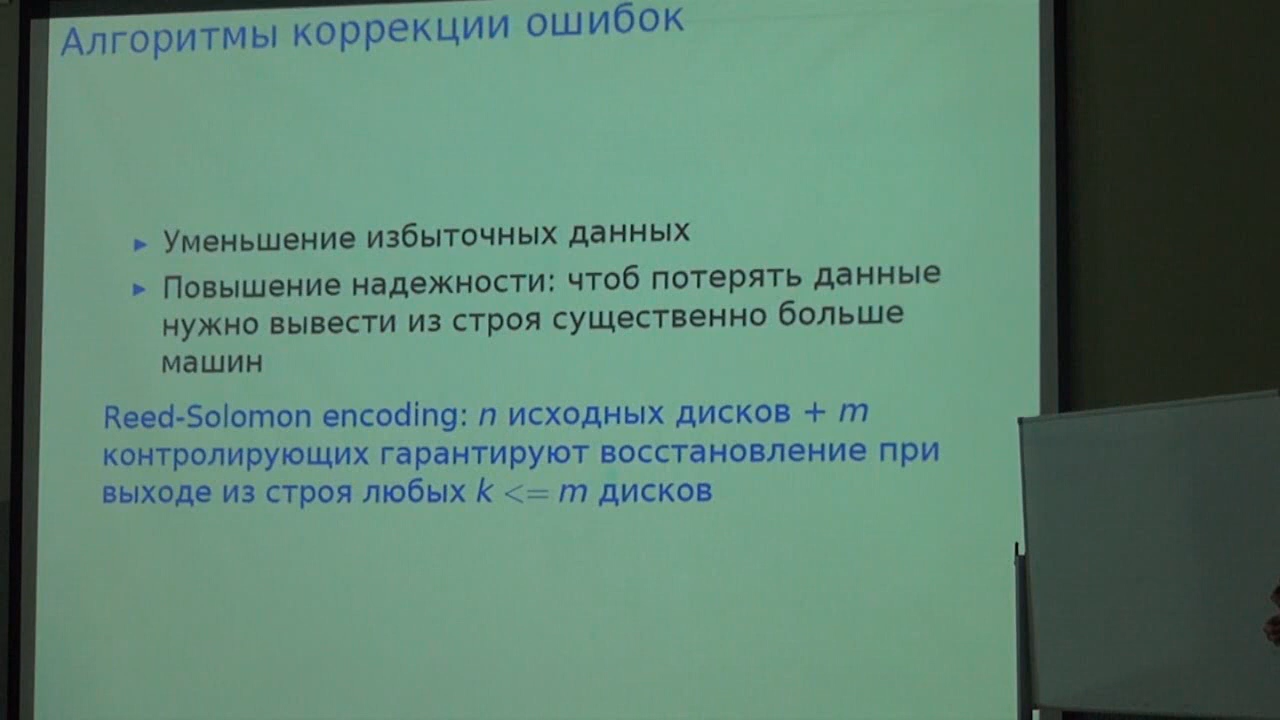 Алгоритмы коррекции ошибок
▸ Уменьшение избыточных данных
▸ Повышение надежности: чтоб потерять данные
нужно вывести из строя существенно больше
машин
Reed-Solomon encoding: n исходных дисков + m
контролирующих гарантируют восстановление при
выходе из строя любых k <= m дисков